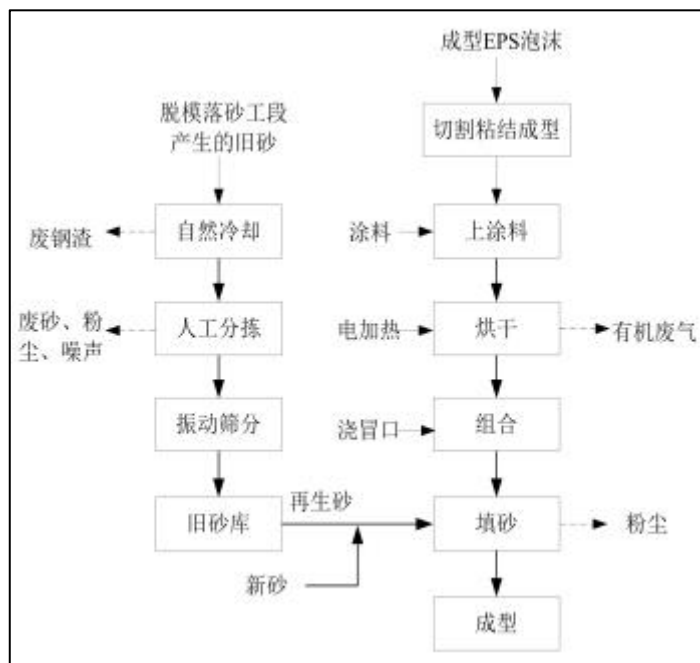 成型EPS泡沫
脱模落砂工段
产生的旧砂
切割粘结成型
废钢渣
自然冷却
涂料
上涂料
废砂、粉
尘、噪声
人工分拣
电加热
烘干
有机废气
振动筛分
浇冒口
组合
旧砂库
再生砂
填砂
粉尘
新砂
成型